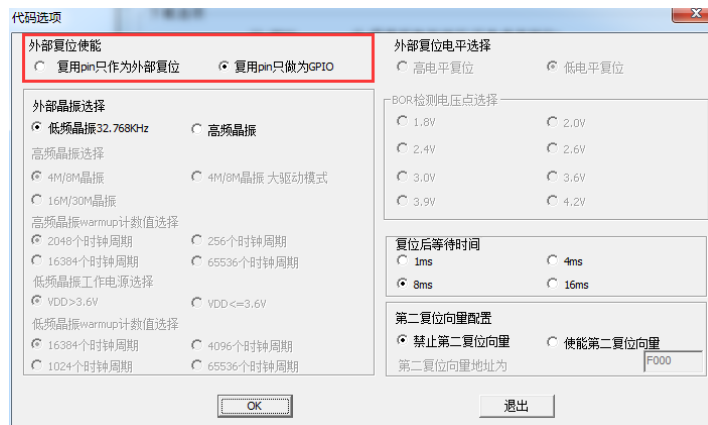 代码选项
外部复位使能
复用pin只作为外部复位
复用pin只做为GPIO
外部晶振选择
低频晶振32.768KHz
高频晶振
高频晶振选择
4M/8M晶振
4M/8M晶振 大驱动模式
16M/30M晶振
高频晶振warmup计数值选择
2048个时钟周期
256个时钟周期
16384个时钟周期
65536个时钟周期
低频晶振工作电源选择
VDD>3.6V
VDD<=3.6V
低频晶振warmup计数值选择
16384个时钟周期
4096个时钟周期
1024个时钟周期
65536个时钟周期
外部复位电平选择
高电平复位
低电平复位
BOR检测电压点选择
1.8V
2.0V
2.4V
2.6V
3.0V
3.6V
3.9V
4.2V
复位后等待时间
1ms
4ms
8ms
16ms
第二复位向量配置
禁止第二复位向量
使能第二复位向量
第二复位向量地址为
F000
OK
退出